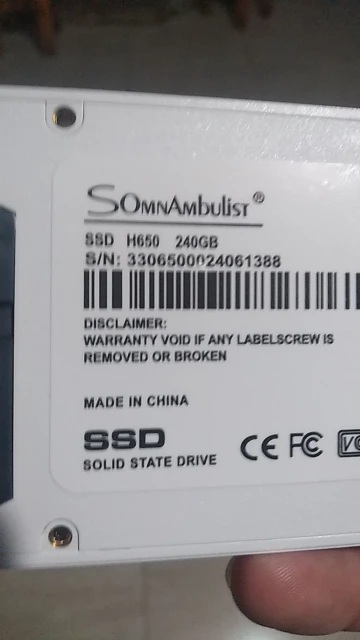 SOMNAMBULIST®
SSD H650 240GB
S/N: 3306500024061388
DISCLAIMER:
WARRANTY VOID IF ANY LABELSCREW IS
REMOVED OR BROKEN
MADE IN CHINA
SSD
SOLID STATE DRIVE
CE FC